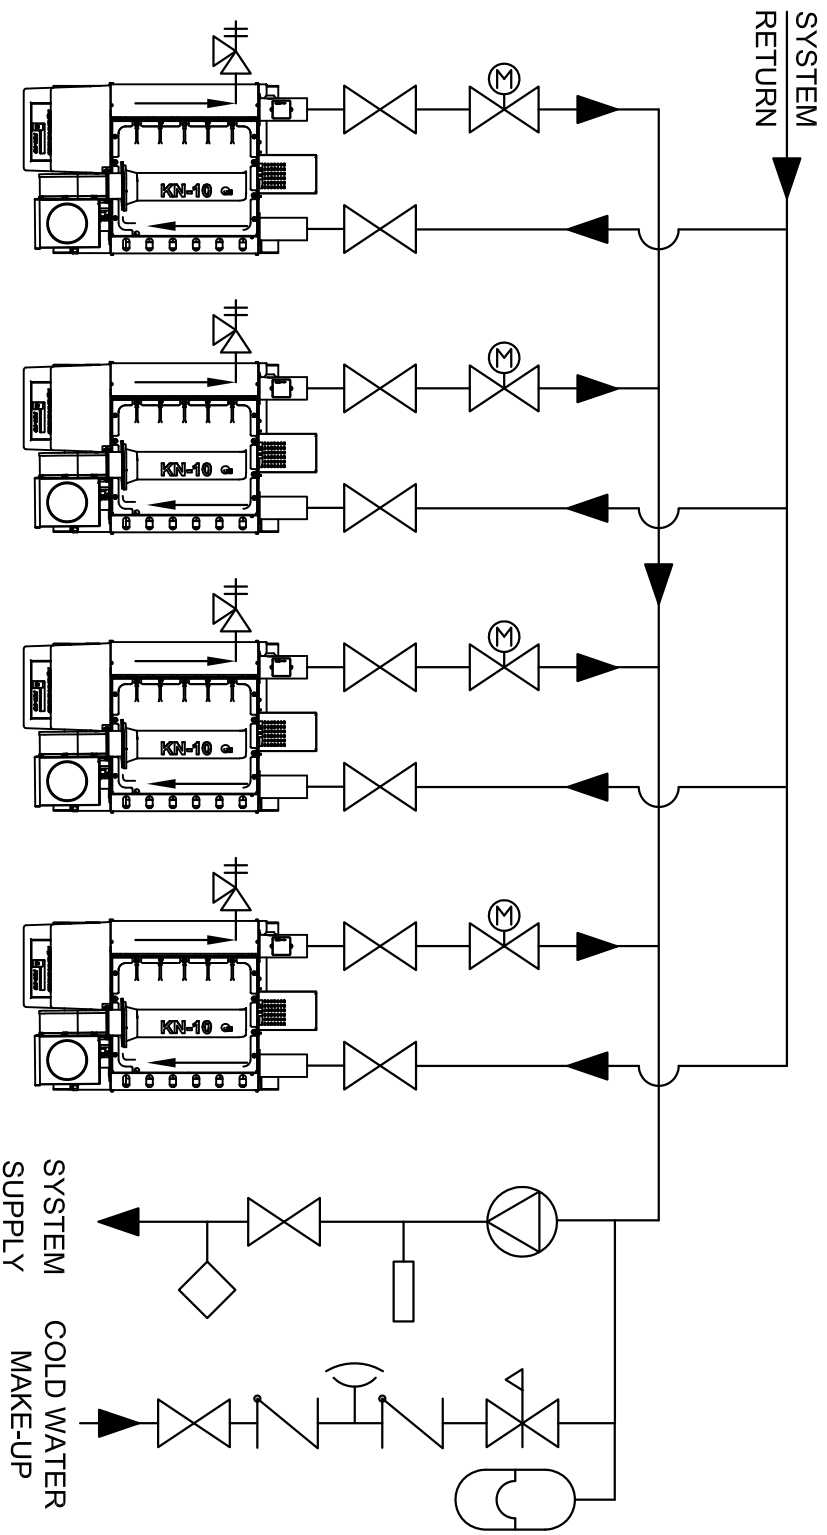 SYSTEM
RETURN
M
KN-10
M
KN-10
M
KN-10
M
KN-10
SYSTEM
SUPPLY
COLD WATER
MAKE-UP